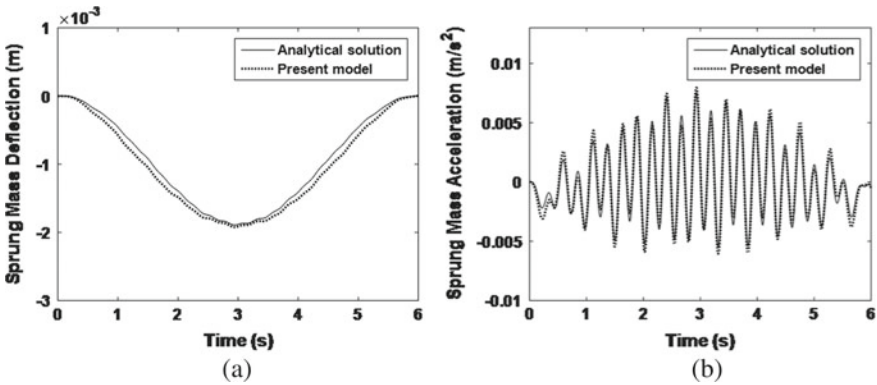 ×10⁻³
Sprung Mass Deflection (m)
1
0
-1
-2
-3
Analytical solution
Present model
0 1 2 3 4 5 6
Time (s)
(a)
Sprung Mass Acceleration (m/s²)
0.01
0.005
0
-0.005
-0.01
Analytical solution
Present model
0 1 2 3 4 5 6
Time (s)
(b)